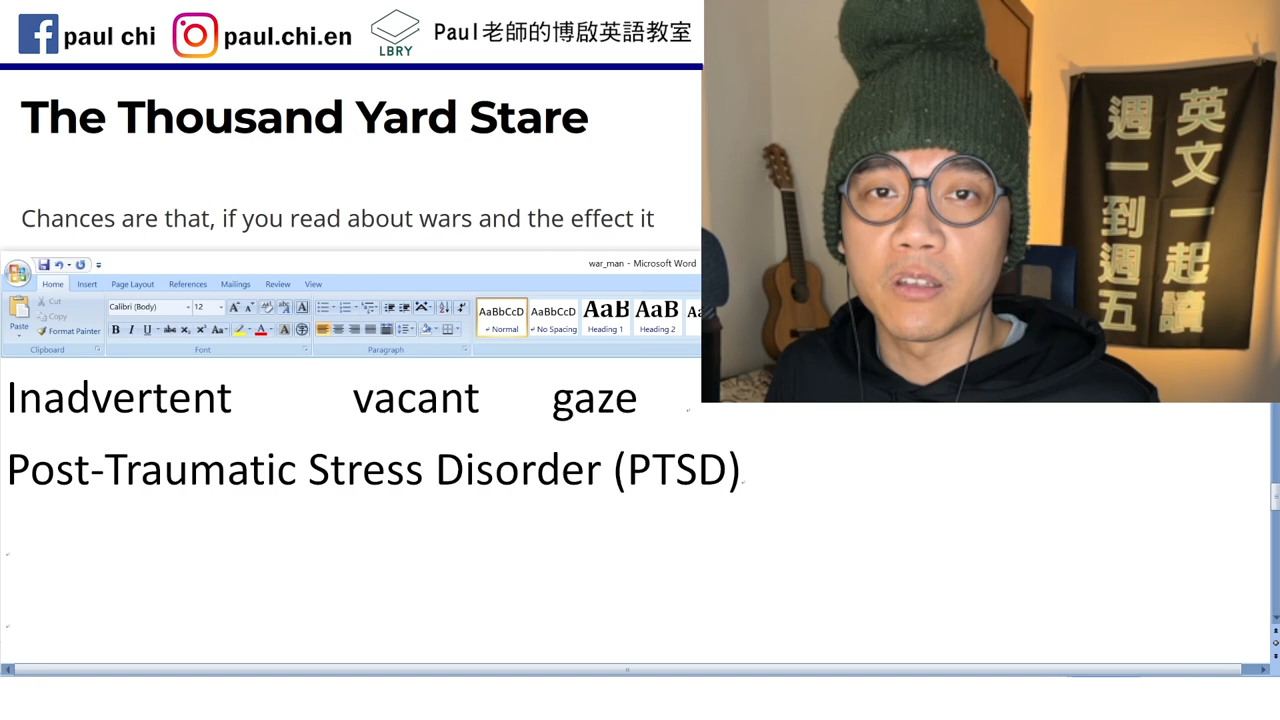 paul chi paul.chi.en LBRY Paul老師的博啟英語教室
The Thousand Yard Stare
Chances are that, if you read about wars and the effect it
war_man - Microsoft Word
Home Insert Page Layout References Mailings Review View
Paste Cut Copy Format Painter
Calibri (Body) 12
AaBbCcD AaBbCcD AaB AaB
Normal No Spacing Heading 1 Heading 2
Clipboard Font Paragraph
Inadvertent vacant gaze
Post-Traumatic Stress Disorder (PTSD)
英文一起讀
週一到週五